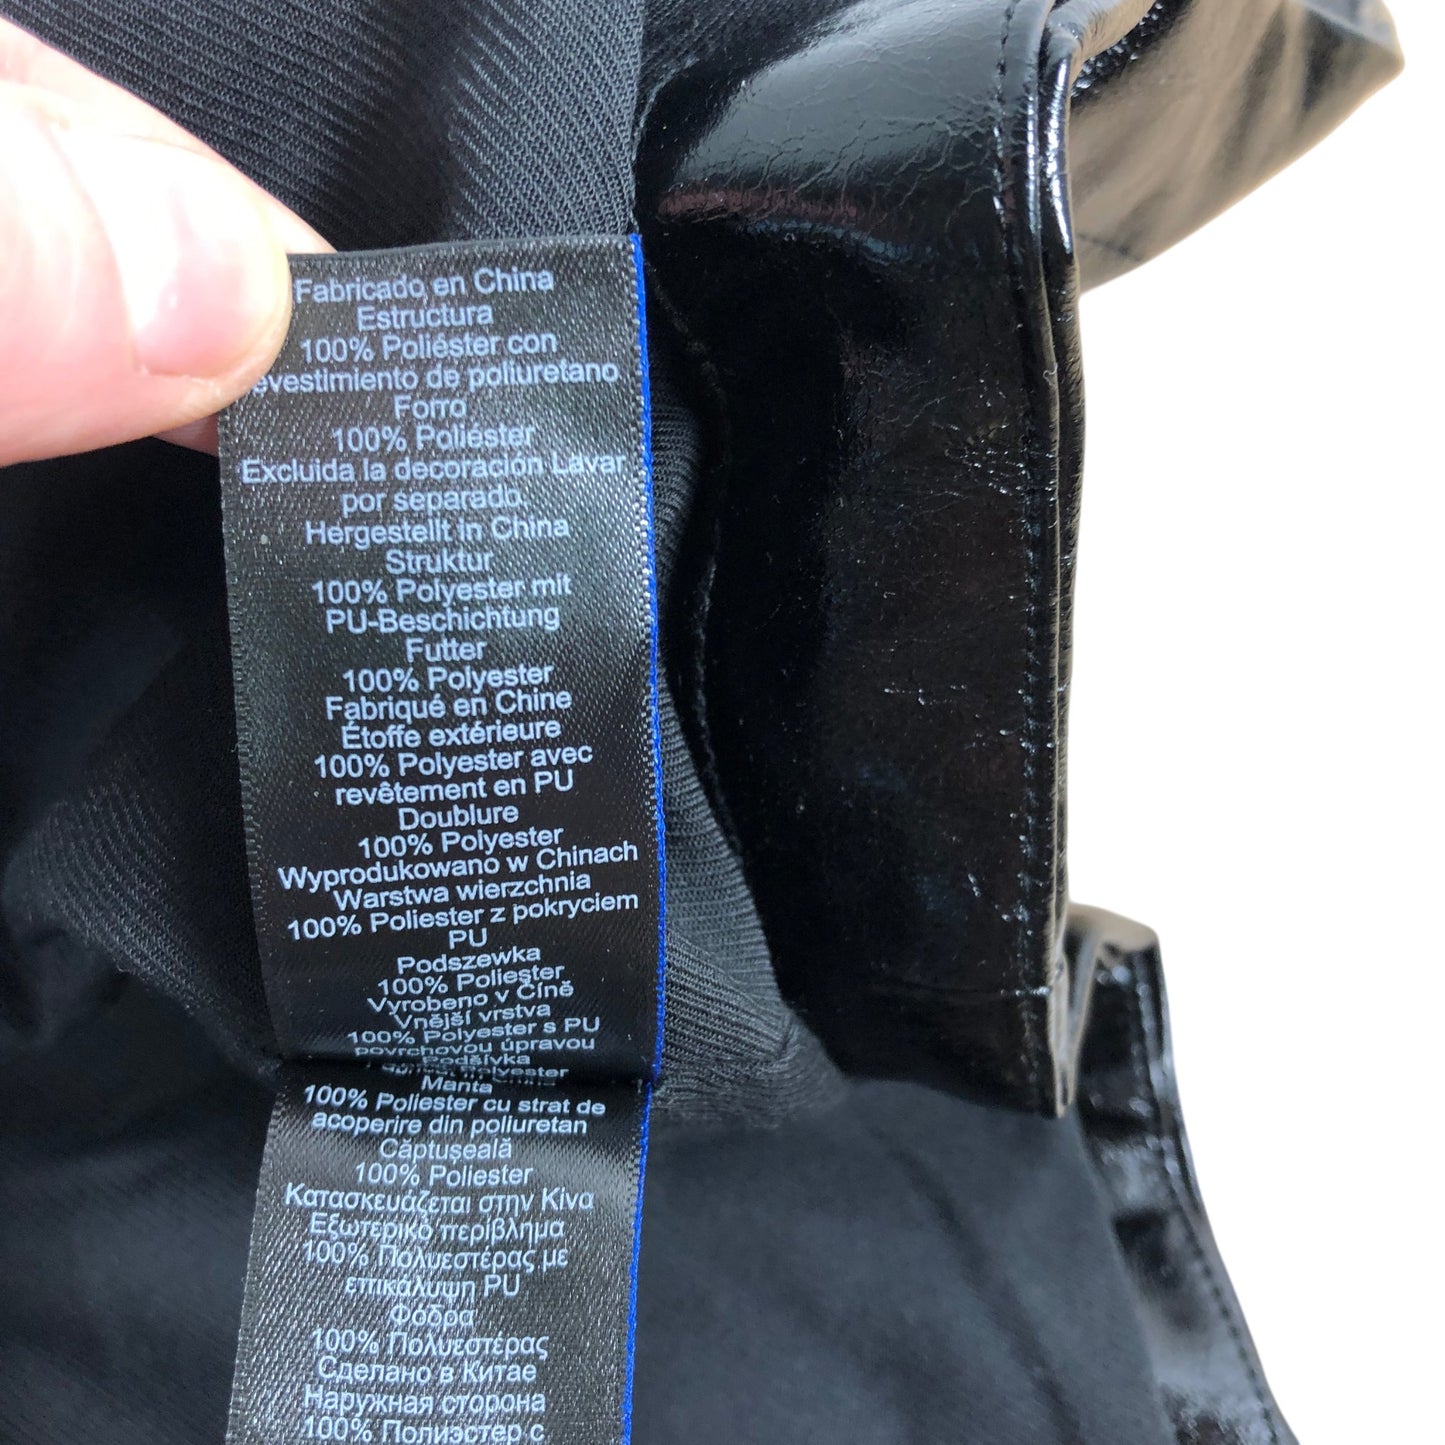 Fabricado en China
Estructura
100% Poliéster con
evestimiento de poliuretano
Forro
100% Poliéster
Excluida la decoración Lavar
por separado.
Hergestellt in China
Struktur
100% Polyester mit
PU-Beschichtung
Futter
100% Polyester
Fabriqué en Chine
Étoffe extérieure
100% Polyester avec
revêtement en PU
Doublure
100% Polyester
Wyprodukowano w Chinach
Warstwa wierzchnia
100% Poliester z pokryciem
PU
Podszewka
100% Poliester
Vyrobeno v Číně
Vnější vrstva
100% Polyester s PU
povrchovou úpravou
Podšívka
Manta
100% Poliester cu strat de
acoperire din poliuretan
Căptușeală
100% Poliester
Κατασκευάζεται στην Κίνα
Εξωτερικό περίβλημα
100% Πολυεστέρας με
επικάλυψη PU
Φόδρα
100% Πολυεστέρας
Сделано в Китае
Наружная сторона
100% Полиэстер с